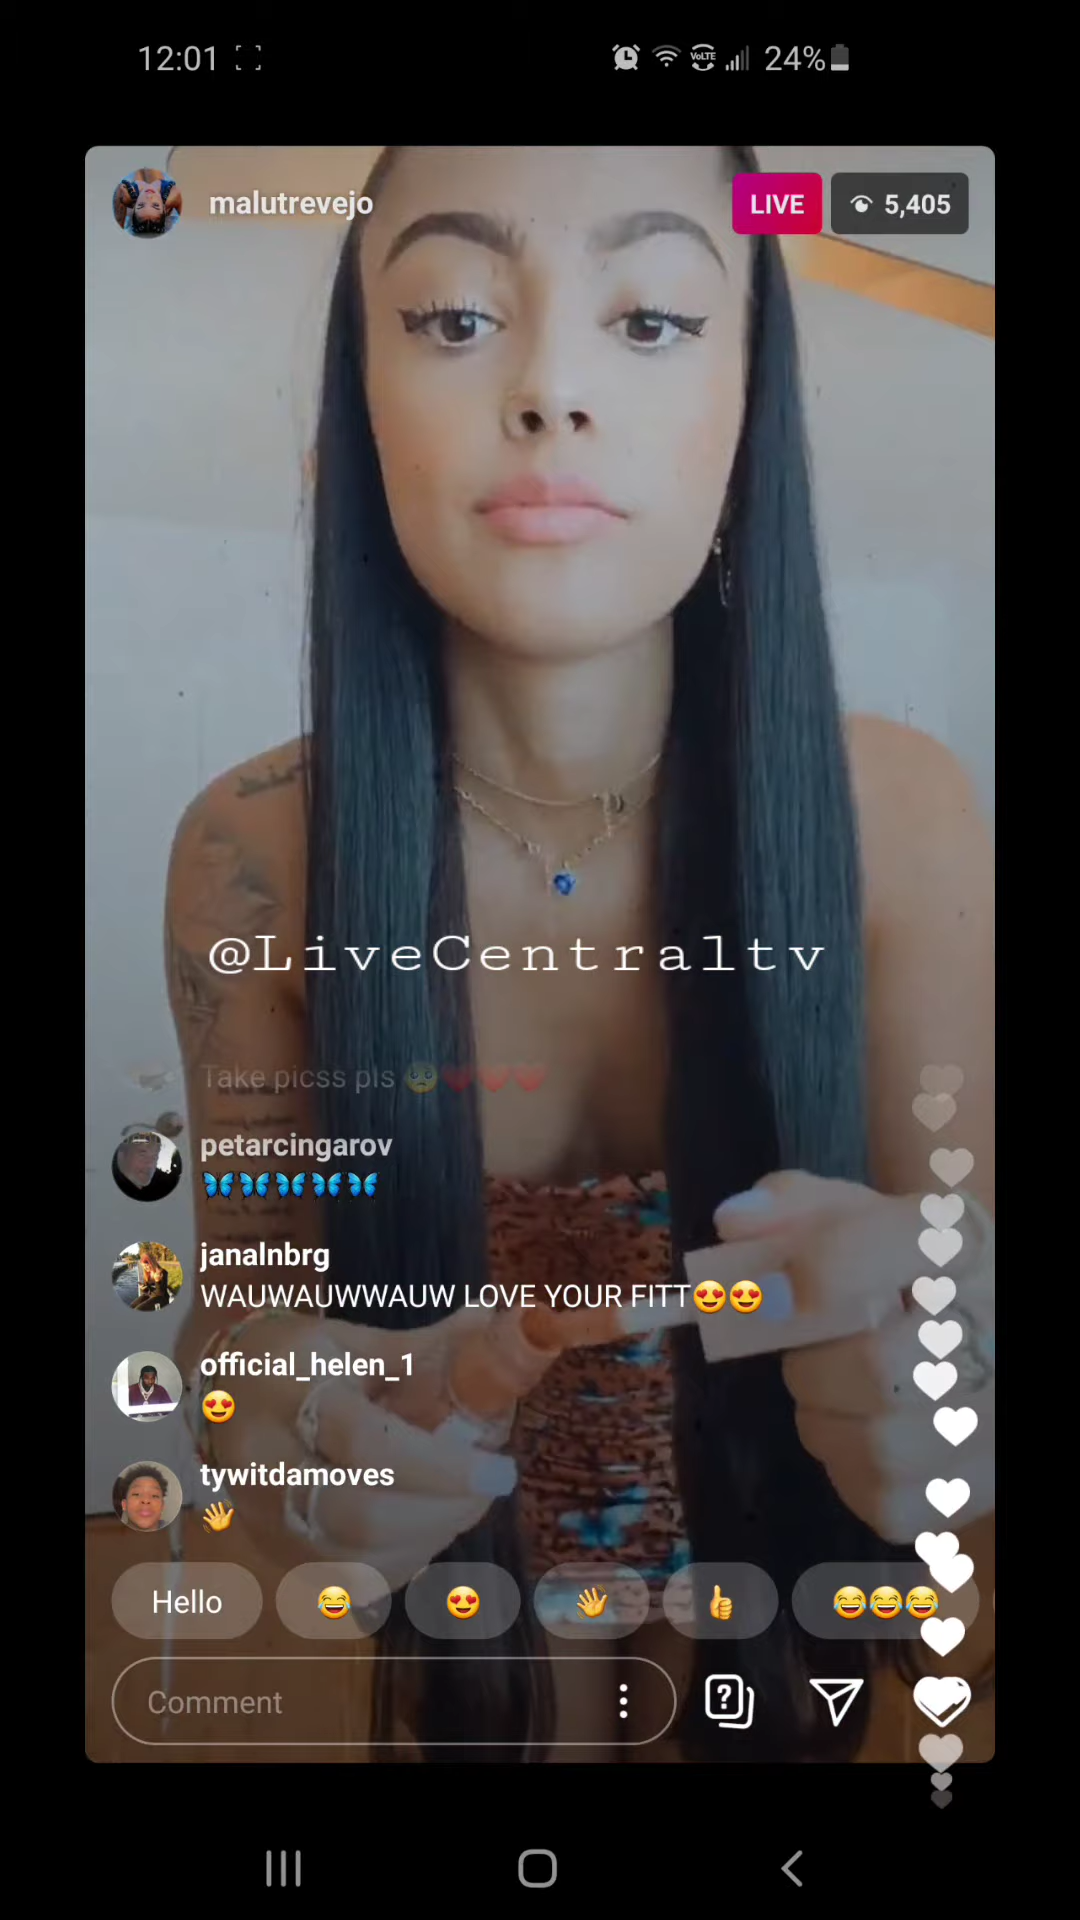 12:01
VoLTE
24%
malutrevejo
LIVE
5,405
@LiveCentraltv
Take picss pls 🥺❤️❤️❤️
petarcingarov
🦋🦋🦋🦋🦋
janalnbrg
WAUWAUWWAUW LOVE YOUR FITT😍😍
official_helen_1
😍
tywitdamoves
👋
Hello 😂 😍 👋 👍 😂😂😂
Comment